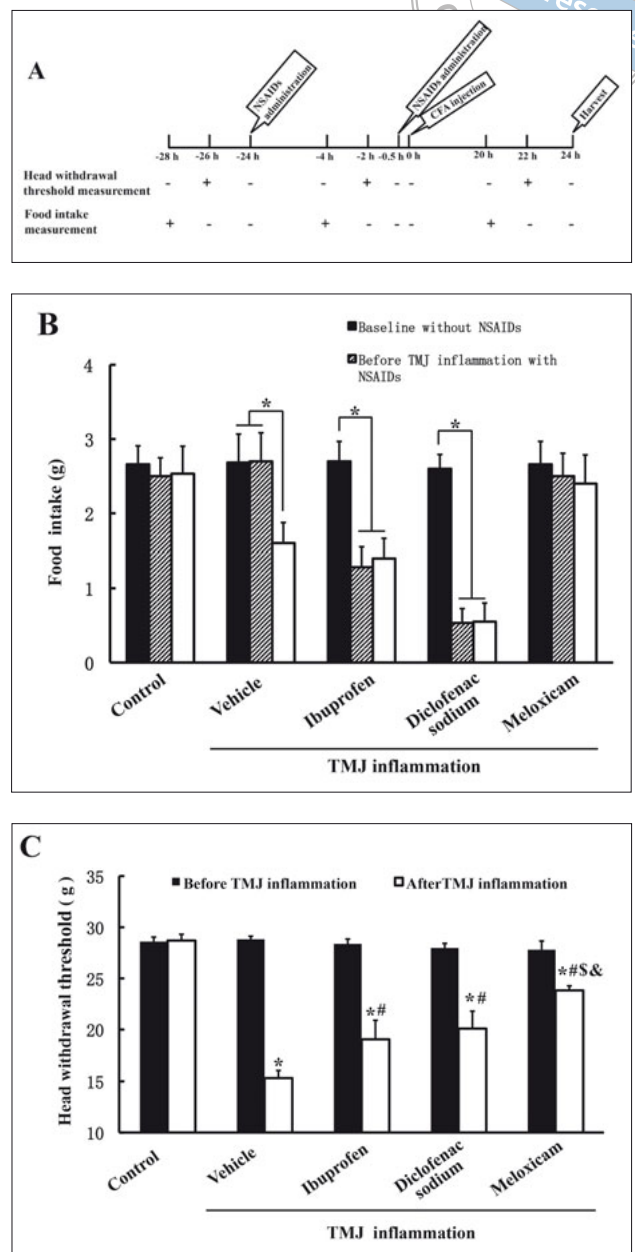 A
NSAIDs
administration
NSAIDs administration
CFA injection
Harvest
-28 h -26 h -24 h -4 h -2 h -0.5 h 0 h 20 h 22 h 24 h
Head withdrawal
threshold measurement
- + - - + - - - + -
Food intake
measurement
+ - - + - - - + - -
B
Baseline without NSAIDs
Before TMJ inflammation with
NSAIDs
Food intake (g)
4
3
2
1
0
* * *
Control
Vehicle
Ibuprofen
Diclofenac
sodium
Meloxicam
TMJ inflammation
C
Before TMJ inflammation
AfterTMJ inflammation
Head withdrawal threshold ( g )
35
30
25
20
15
10
*
*#
*#
*#$&
Control
Vehicle
Ibuprofen
Diclofenac
sodium
Meloxicam
TMJ inflammation